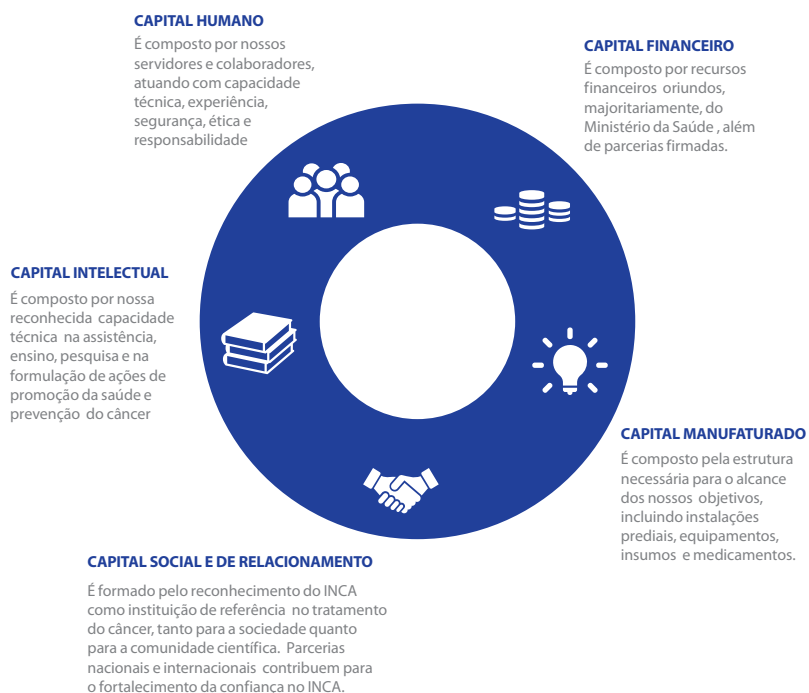 CAPITAL HUMANO
É composto por nossos
servidores e colaboradores,
atuando com capacidade
técnica, experiência,
segurança, ética e
responsabilidade
CAPITAL FINANCEIRO
É composto por recursos
financeiros oriundos,
majoritariamente, do
Ministério da Saúde , além
de parcerias firmadas.
CAPITAL INTELECTUAL
É composto por nossa
reconhecida capacidade
técnica na assistência,
ensino, pesquisa e na
formulação de ações de
promoção da saúde e
prevenção do câncer
CAPITAL MANUFATURADO
É composto pela estrutura
necessária para o alcance
dos nossos objetivos,
incluindo instalações
prediais, equipamentos,
insumos e medicamentos.
CAPITAL SOCIAL E DE RELACIONAMENTO
É formado pelo reconhecimento do INCA
como instituição de referência no tratamento
do câncer, tanto para a sociedade quanto
para a comunidade científica. Parcerias
nacionais e internacionais contribuem para
o fortalecimento da confiança no INCA.